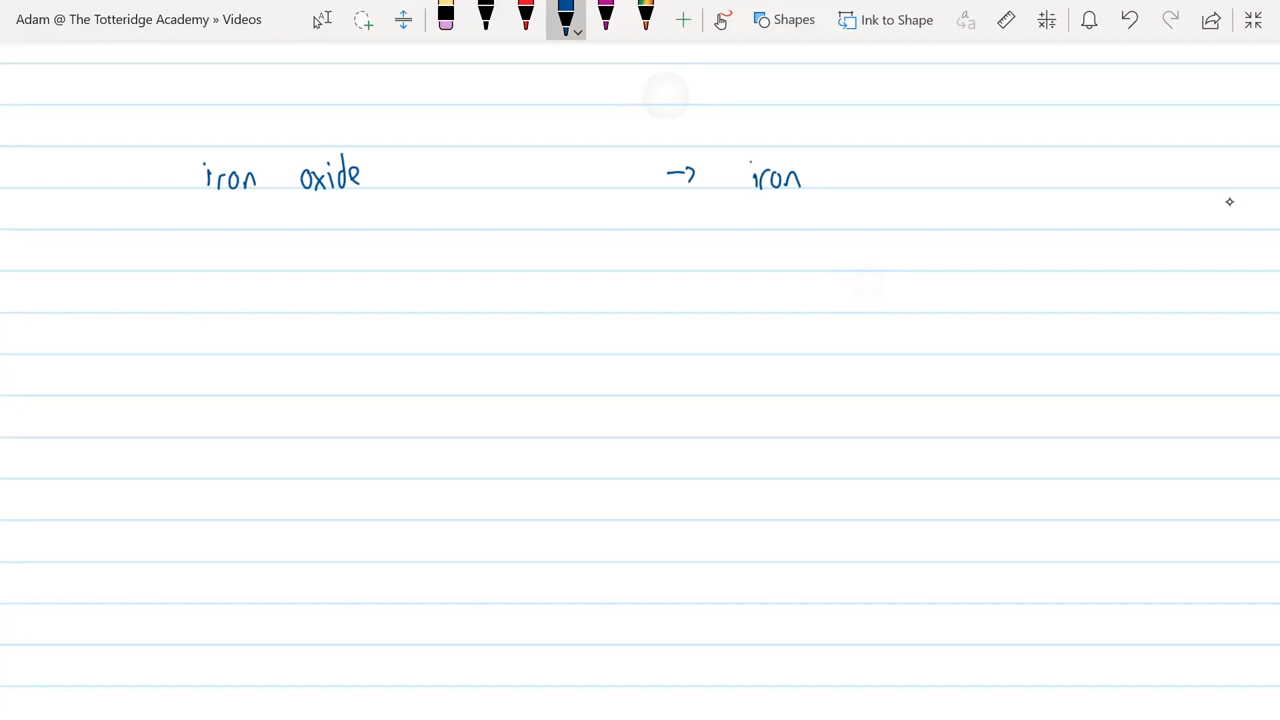 Adam @ The Totteridge Academy » Videos Shapes Ink to Shape
iron oxide → iron